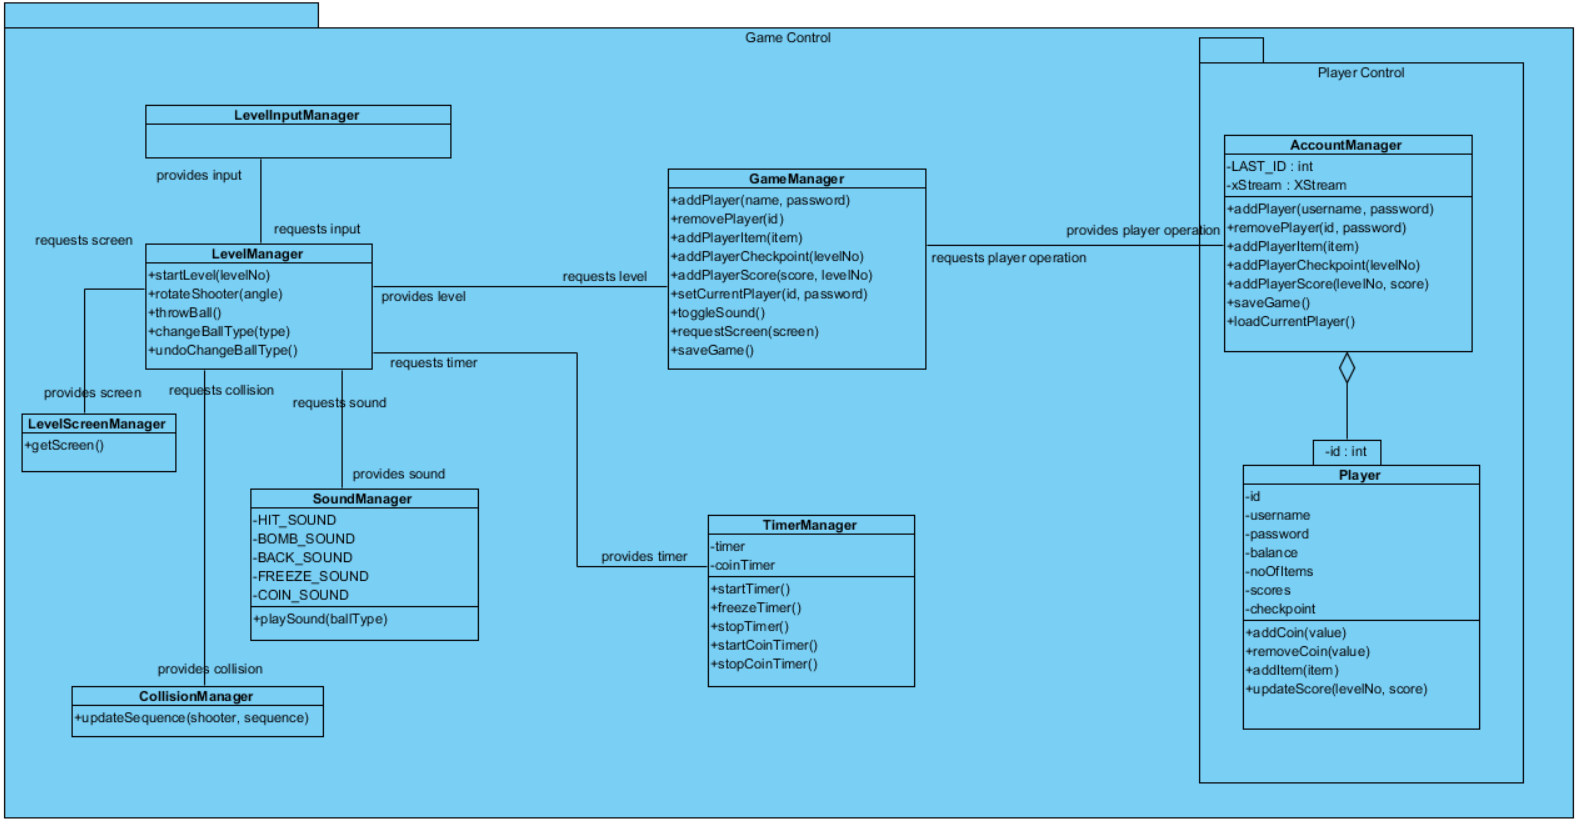 Game Control
Player Control
LevelInputManager
provides input
requests input
requests screen
LevelManager
+startLevel(levelNo)
+rotateShooter(angle)
+throwBall()
+changeBallType(type)
+undoChangeBallType()
provides level
requests level
requests timer
requests collision
requests sound
provides screen
LevelScreenManager
+getScreen()
provides sound
SoundManager
-HIT_SOUND
-BOMB_SOUND
-BACK_SOUND
-FREEZE_SOUND
-COIN_SOUND
+playSound(ballType)
provides collision
CollisionManager
+updateSequence(shooter, sequence)
GameManager
+addPlayer(name, password)
+removePlayer(id)
+addPlayerItem(item)
+addPlayerCheckpoint(levelNo)
+addPlayerScore(score, levelNo)
+setCurrentPlayer(id, password)
+toggleSound()
+requestScreen(screen)
+saveGame()
provides timer
TimerManager
-timer
-coinTimer
+startTimer()
+freezeTimer()
+stopTimer()
+startCoinTimer()
+stopCoinTimer()
provides player operation
requests player operation
AccountManager
-LAST_ID : int
-xStream : XStream
+addPlayer(username, password)
+removePlayer(id, password)
+addPlayerItem(item)
+addPlayerCheckpoint(levelNo)
+addPlayerScore(levelNo, score)
+saveGame()
+loadCurrentPlayer()
-id : int
Player
-id
-username
-password
-balance
-noOfItems
-scores
-checkpoint
+addCoin(value)
+removeCoin(value)
+addItem(item)
+updateScore(levelNo, score)